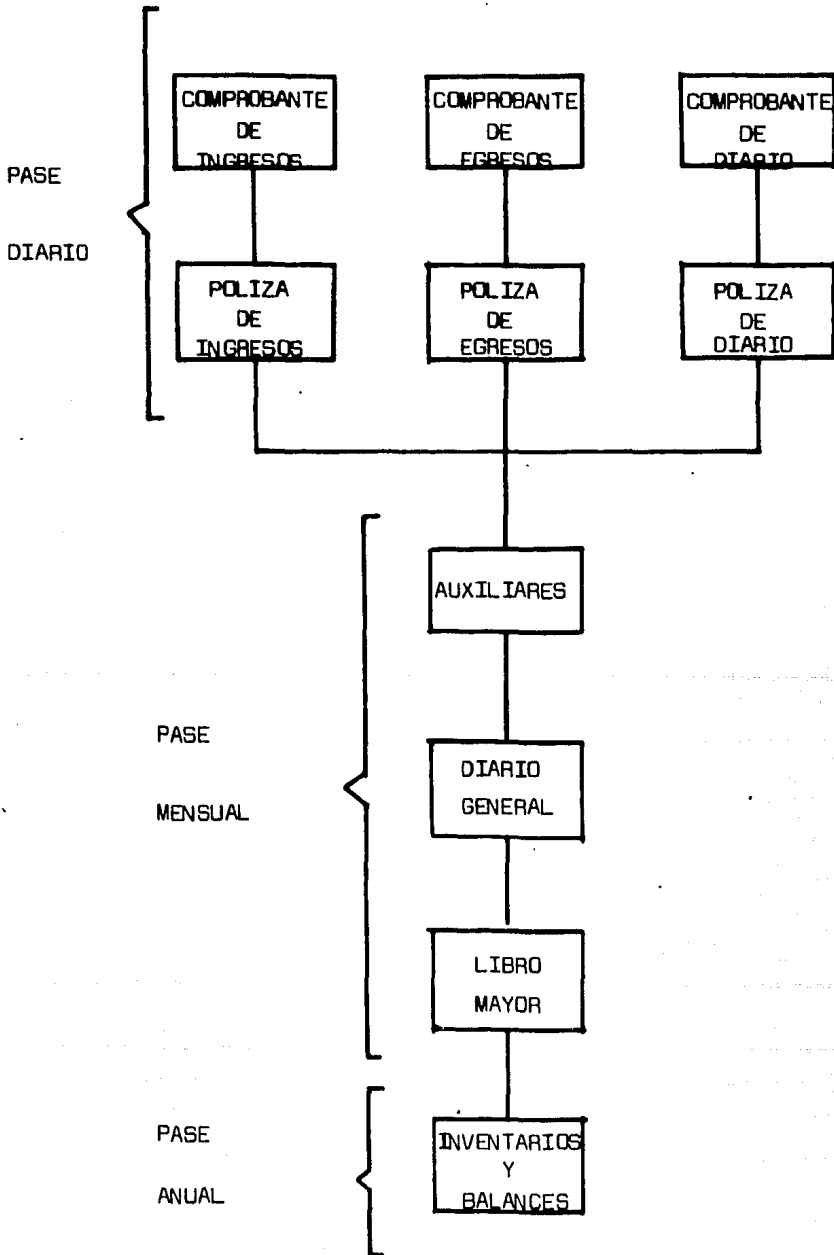 COMPROBANTE
DE
INGRESOS
COMPROBANTE
DE
EGRESOS
COMPROBANTE
DE
DIARIO
PASE
DIARIO
POLIZA
DE
INGRESOS
POLIZA
DE
EGRESOS
POLIZA
DE
DIARIO
AUXILIARES
PASE
MENSUAL
DIARIO
GENERAL
LIBRO
MAYOR
PASE
ANUAL
INVENTARIOS
Y
BALANCES